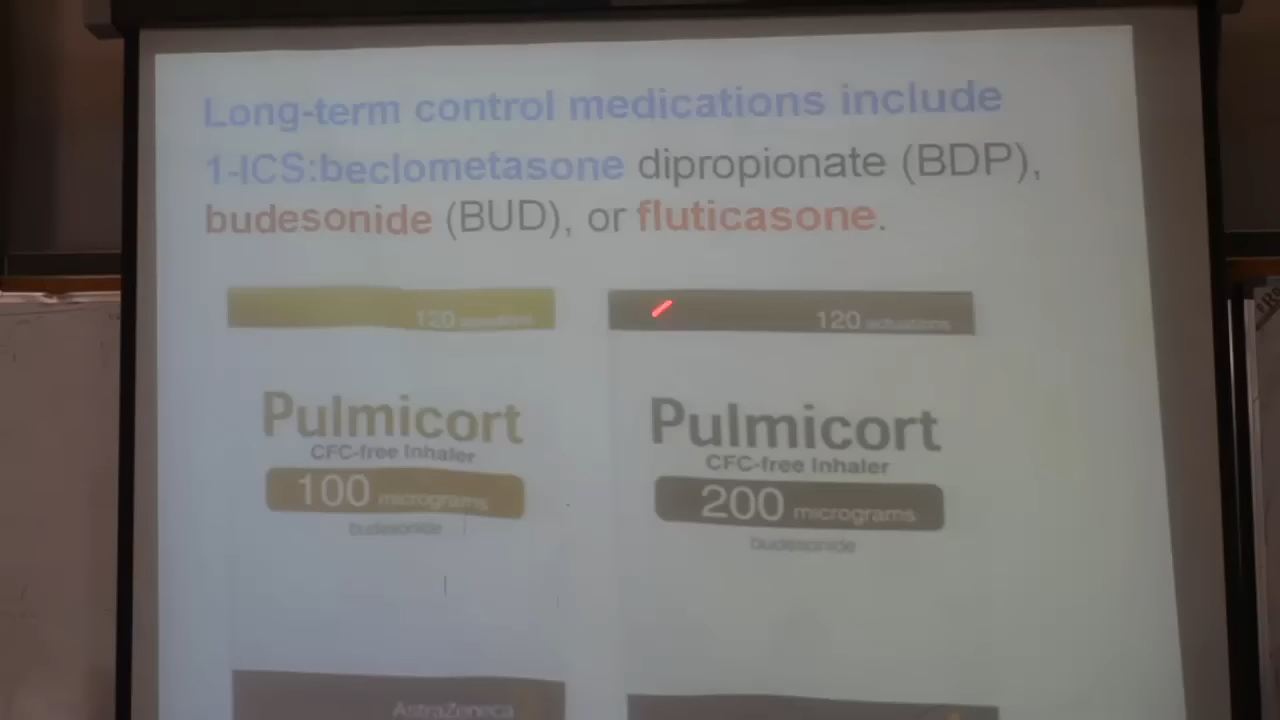 Long-term control medications include
1-ICS:beclometasone dipropionate (BDP),
budesonide (BUD), or fluticasone.
120
Pulmicort
CFC-free Inhaler
100 micrograms
budesonide
120 actuations
Pulmicort
CFC-free Inhaler
200 micrograms
budesonide
AstraZeneca